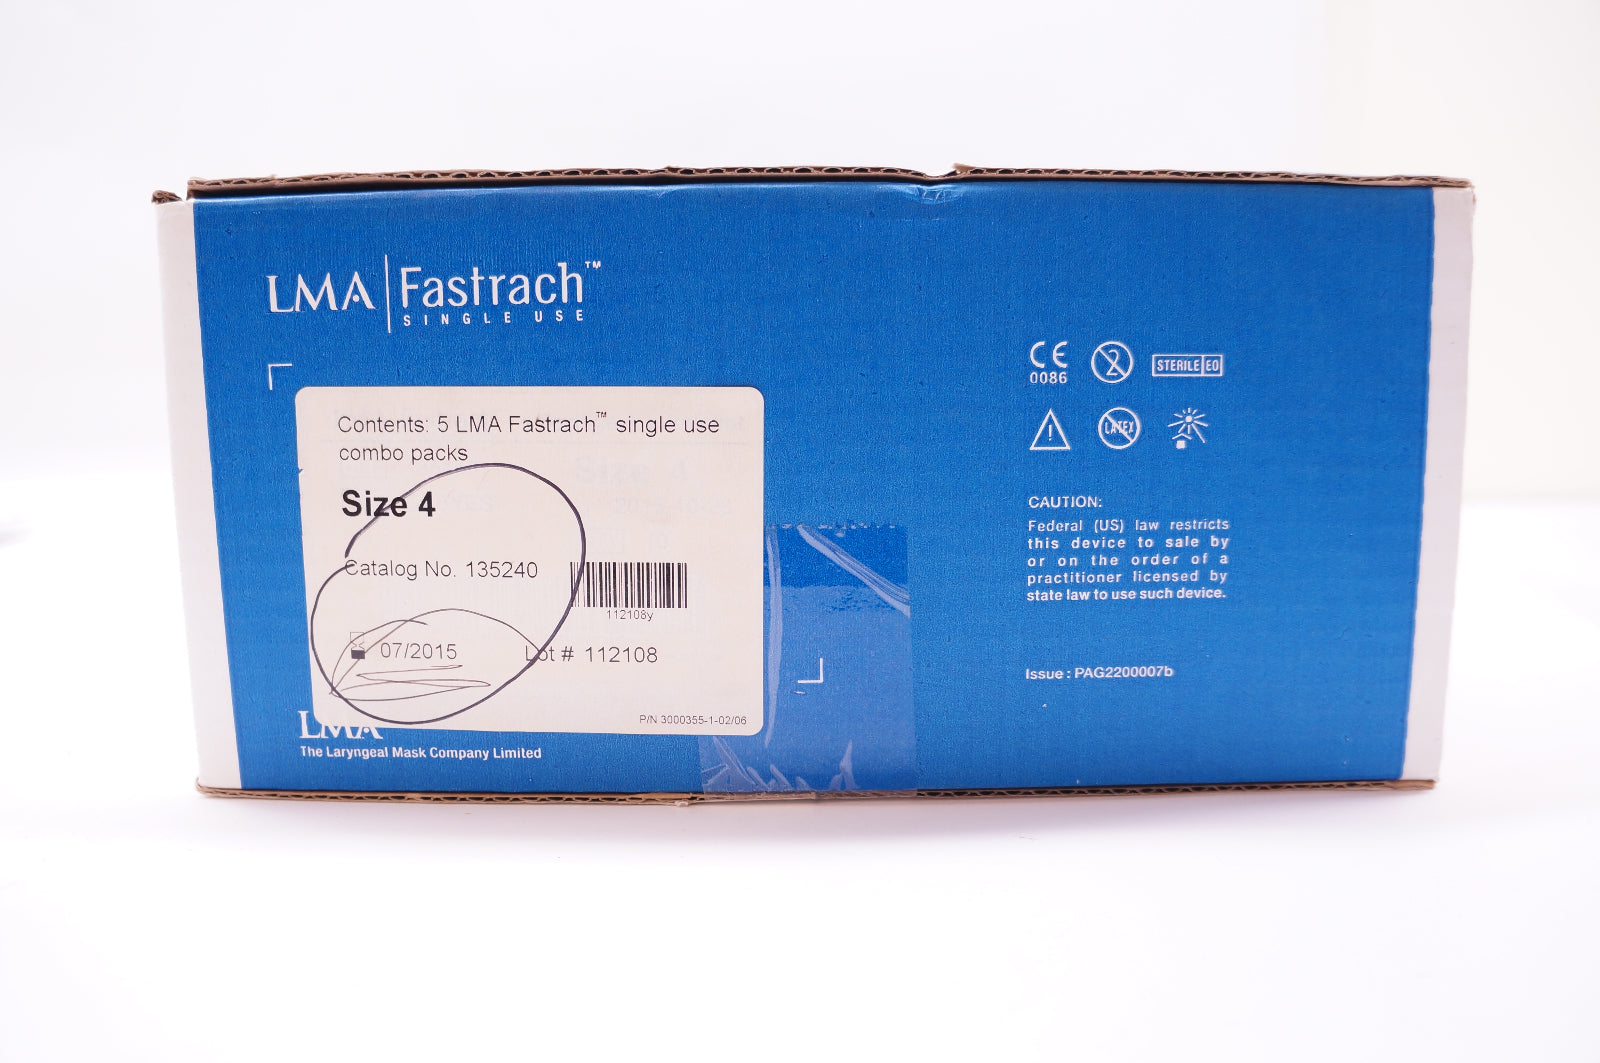 LMA Fastrach™
SINGLE USE
Contents: 5 LMA Fastrach™ single use
combo packs
Size 4
Catalog No. 135240
112108y
07/2015 Lot # 112108
P/N 3000355-1-02/06
LMA
The Laryngeal Mask Company Limited
CE
0086
2
STERILE EO
LATEX
CAUTION:
Federal (US) law restricts
this device to sale by
or on the order of a
practitioner licensed by
state law to use such device.
Issue : PAG2200007b